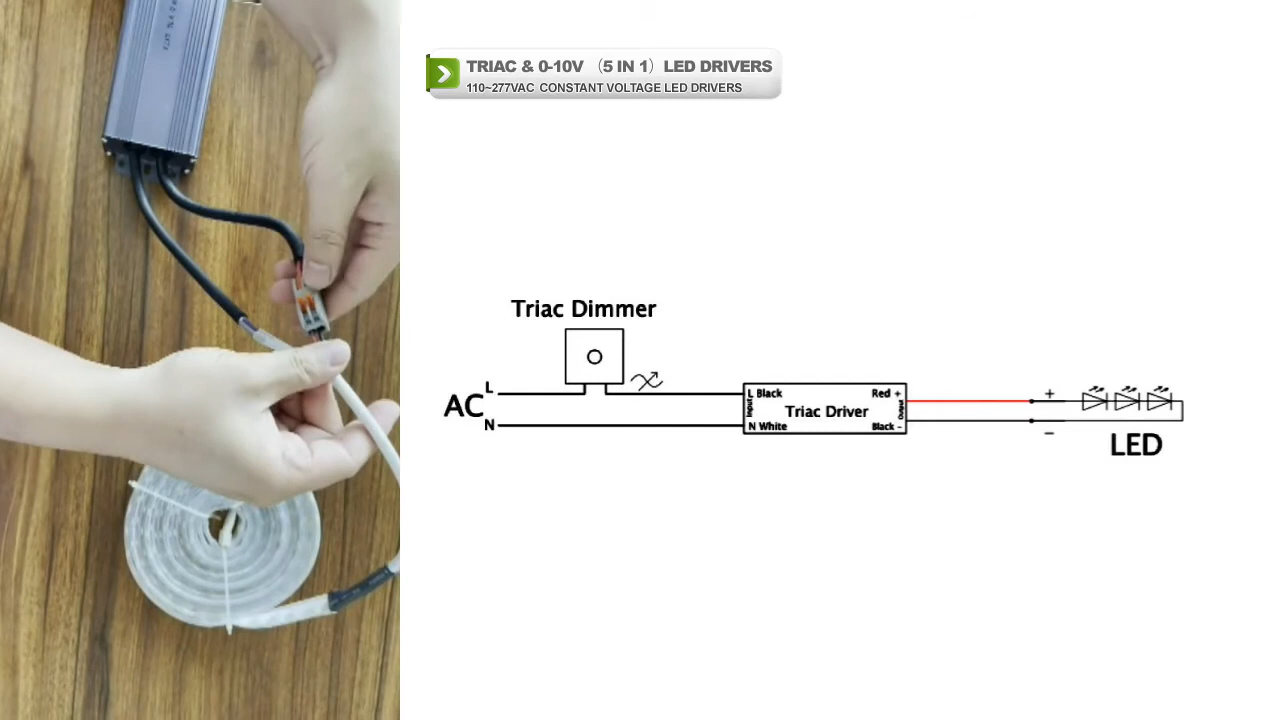 TRIAC & 0-10V （5 IN 1）LED DRIVERS
110~277VAC CONSTANT VOLTAGE LED DRIVERS
Triac Dimmer
AC
L
N
L Black
N White
Input
Triac Driver
Red +
Black -
Output
+
−
LED